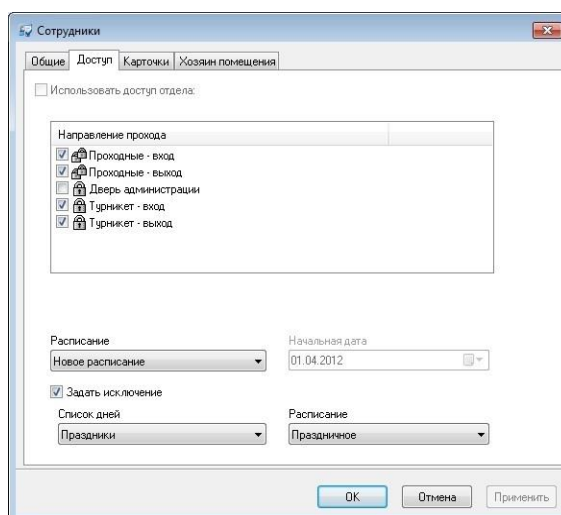 Сотрудники
Общие Доступ Карточки Хозяин помещения
Использовать доступ отдела:
Направление прохода
Проходные - вход
Проходные - выход
Дверь администрации
Турникет - вход
Турникет - выход
Расписание Начальная дата
Новое расписание 01.04.2012
Задать исключение
Список дней Расписание
Праздники Праздничное
OK Отмена Применить